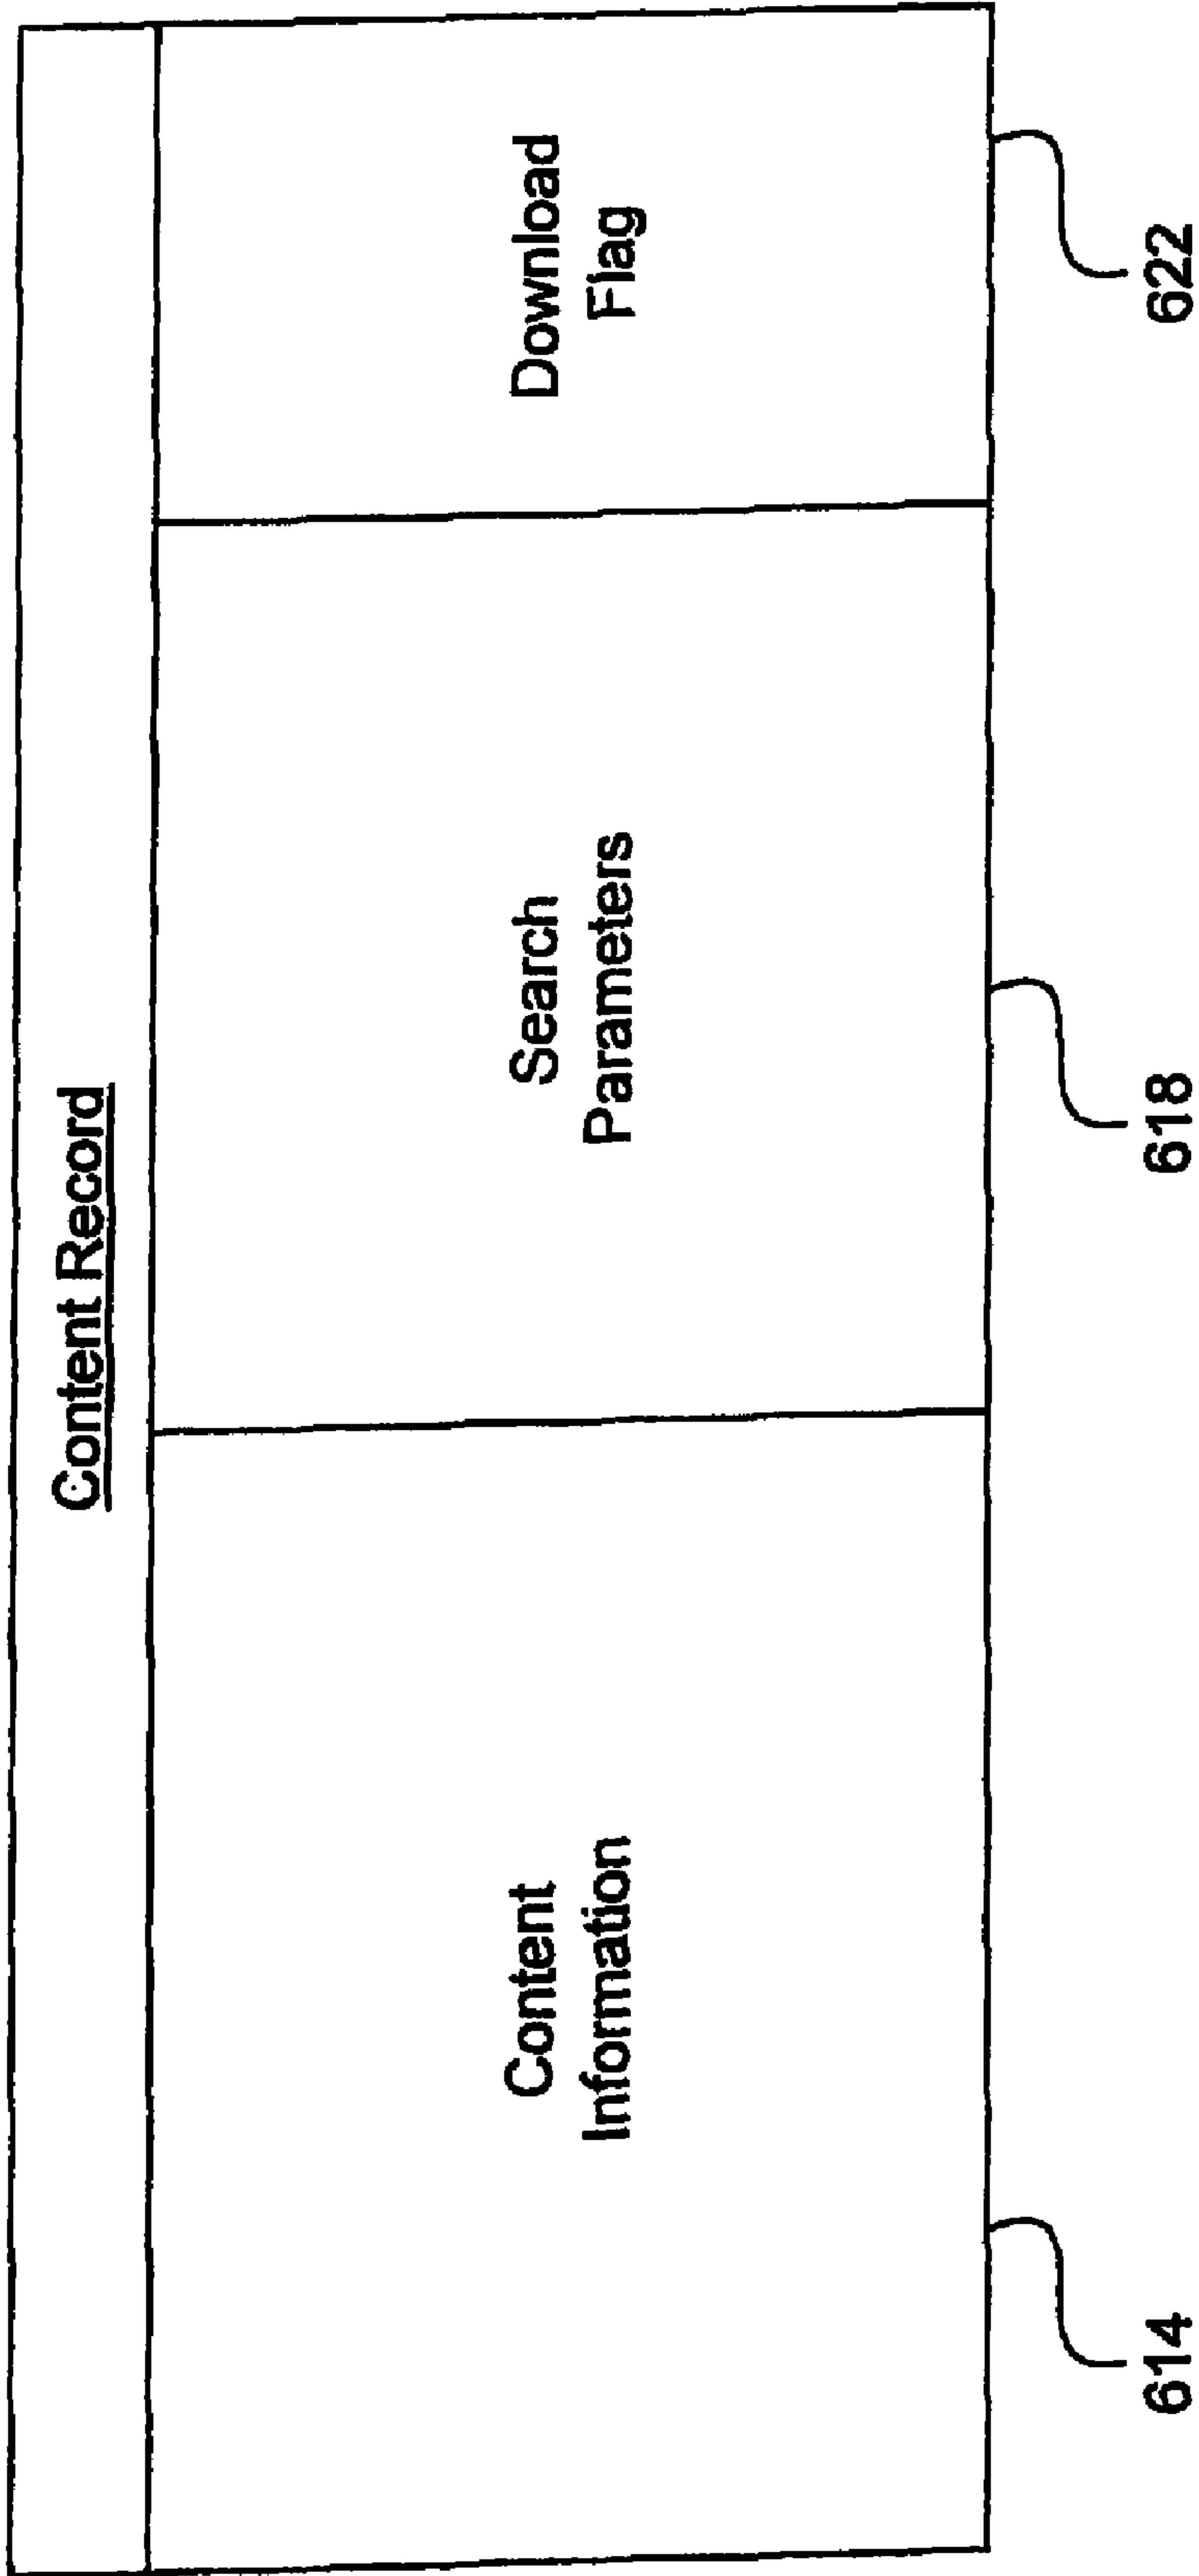 Content Record
Content
Information
Search
Parameters
Download
Flag
614
618
622